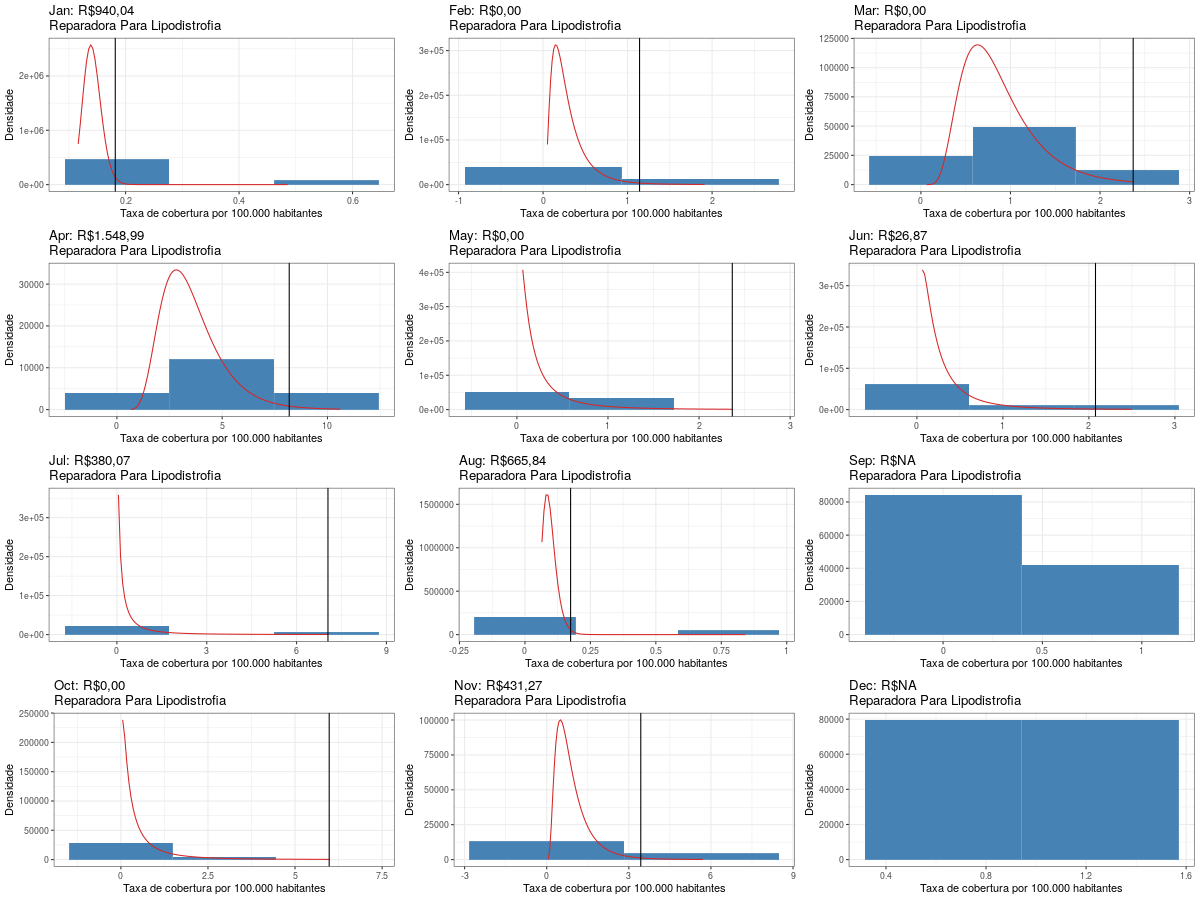 Jan: R$940,04
Reparadora Para Lipodistrofia
Densidade
2e+06
1e+06
0e+00
0.2 0.4 0.6
Taxa de cobertura por 100.000 habitantes
Feb: R$0,00
Reparadora Para Lipodistrofia
Densidade
3e+05
2e+05
1e+05
0e+00
-1 0 1 2
Taxa de cobertura por 100.000 habitantes
Mar: R$0,00
Reparadora Para Lipodistrofia
Densidade
125000
100000
75000
50000
25000
0
0 1 2 3
Taxa de cobertura por 100.000 habitantes
Apr: R$1.548,99
Reparadora Para Lipodistrofia
Densidade
30000
20000
10000
0
0 5 10
Taxa de cobertura por 100.000 habitantes
May: R$0,00
Reparadora Para Lipodistrofia
Densidade
4e+05
3e+05
2e+05
1e+05
0e+00
0 1 2 3
Taxa de cobertura por 100.000 habitantes
Jun: R$26,87
Reparadora Para Lipodistrofia
Densidade
3e+05
2e+05
1e+05
0e+00
0 1 2 3
Taxa de cobertura por 100.000 habitantes
Jul: R$380,07
Reparadora Para Lipodistrofia
Densidade
3e+05
2e+05
1e+05
0e+00
0 3 6 9
Taxa de cobertura por 100.000 habitantes
Aug: R$665,84
Reparadora Para Lipodistrofia
Densidade
1500000
1000000
500000
0
-0.25 0 0.25 0.5 0.75 1
Taxa de cobertura por 100.000 habitantes
Sep: R$NA
Reparadora Para Lipodistrofia
Densidade
80000
60000
40000
20000
0
0 0.5 1
Taxa de cobertura por 100.000 habitantes
Oct: R$0,00
Reparadora Para Lipodistrofia
Densidade
250000
200000
150000
100000
50000
0
0 2.5 5 7.5
Taxa de cobertura por 100.000 habitantes
Nov: R$431,27
Reparadora Para Lipodistrofia
Densidade
100000
75000
50000
25000
0
-3 0 3 6 9
Taxa de cobertura por 100.000 habitantes
Dec: R$NA
Reparadora Para Lipodistrofia
Densidade
80000
60000
40000
20000
0
0.4 0.8 1.2 1.6
Taxa de cobertura por 100.000 habitantes